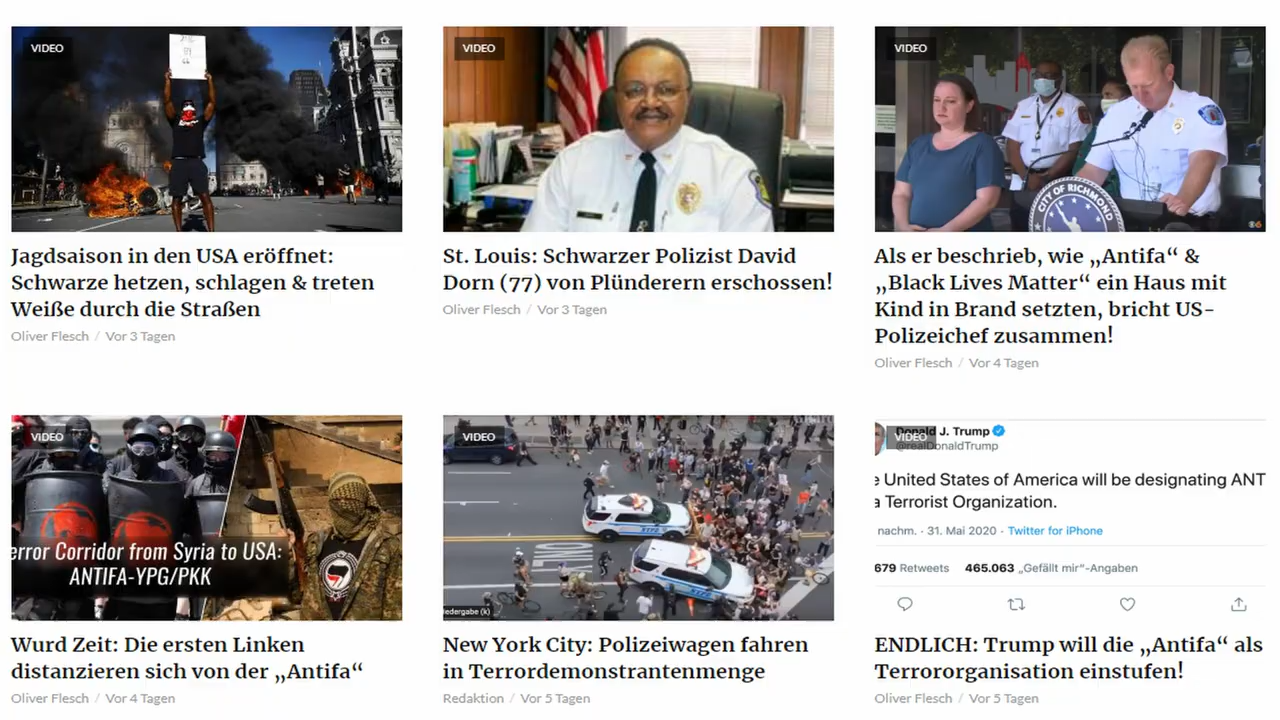 VIDEO
Jagdsaison in den USA eröffnet:
Schwarze hetzen, schlagen & treten
Weiße durch die Straßen
Oliver Flesch / Vor 3 Tagen
VIDEO
St. Louis: Schwarzer Polizist David
Dorn (77) von Plünderern erschossen!
Oliver Flesch / Vor 3 Tagen
VIDEO
CITY OF RICHMOND
Als er beschrieb, wie „Antifa“ &
„Black Lives Matter“ ein Haus mit
Kind in Brand setzten, bricht US-
Polizeichef zusammen!
Oliver Flesch / Vor 4 Tagen
VIDEO
error Corridor from Syria to USA:
ANTIFA-YPG/PKK
Wurd Zeit: Die ersten Linken
distanzieren sich von der „Antifa“
Oliver Flesch / Vor 4 Tagen
VIDEO
edergabe (k)
New York City: Polizeiwagen fahren
in Terrordemonstrantenmenge
Redaktion / Vor 5 Tagen
VIDEO
Donald J. Trump
@realDonaldTrump
e United States of America will be designating ANT
a Terrorist Organization.
nachm. · 31. Mai 2020 · Twitter for iPhone
679 Retweets 465.063 „Gefällt mir“-Angaben
ENDLICH: Trump will die „Antifa“ als
Terrororganisation einstufen!
Oliver Flesch / Vor 5 Tagen